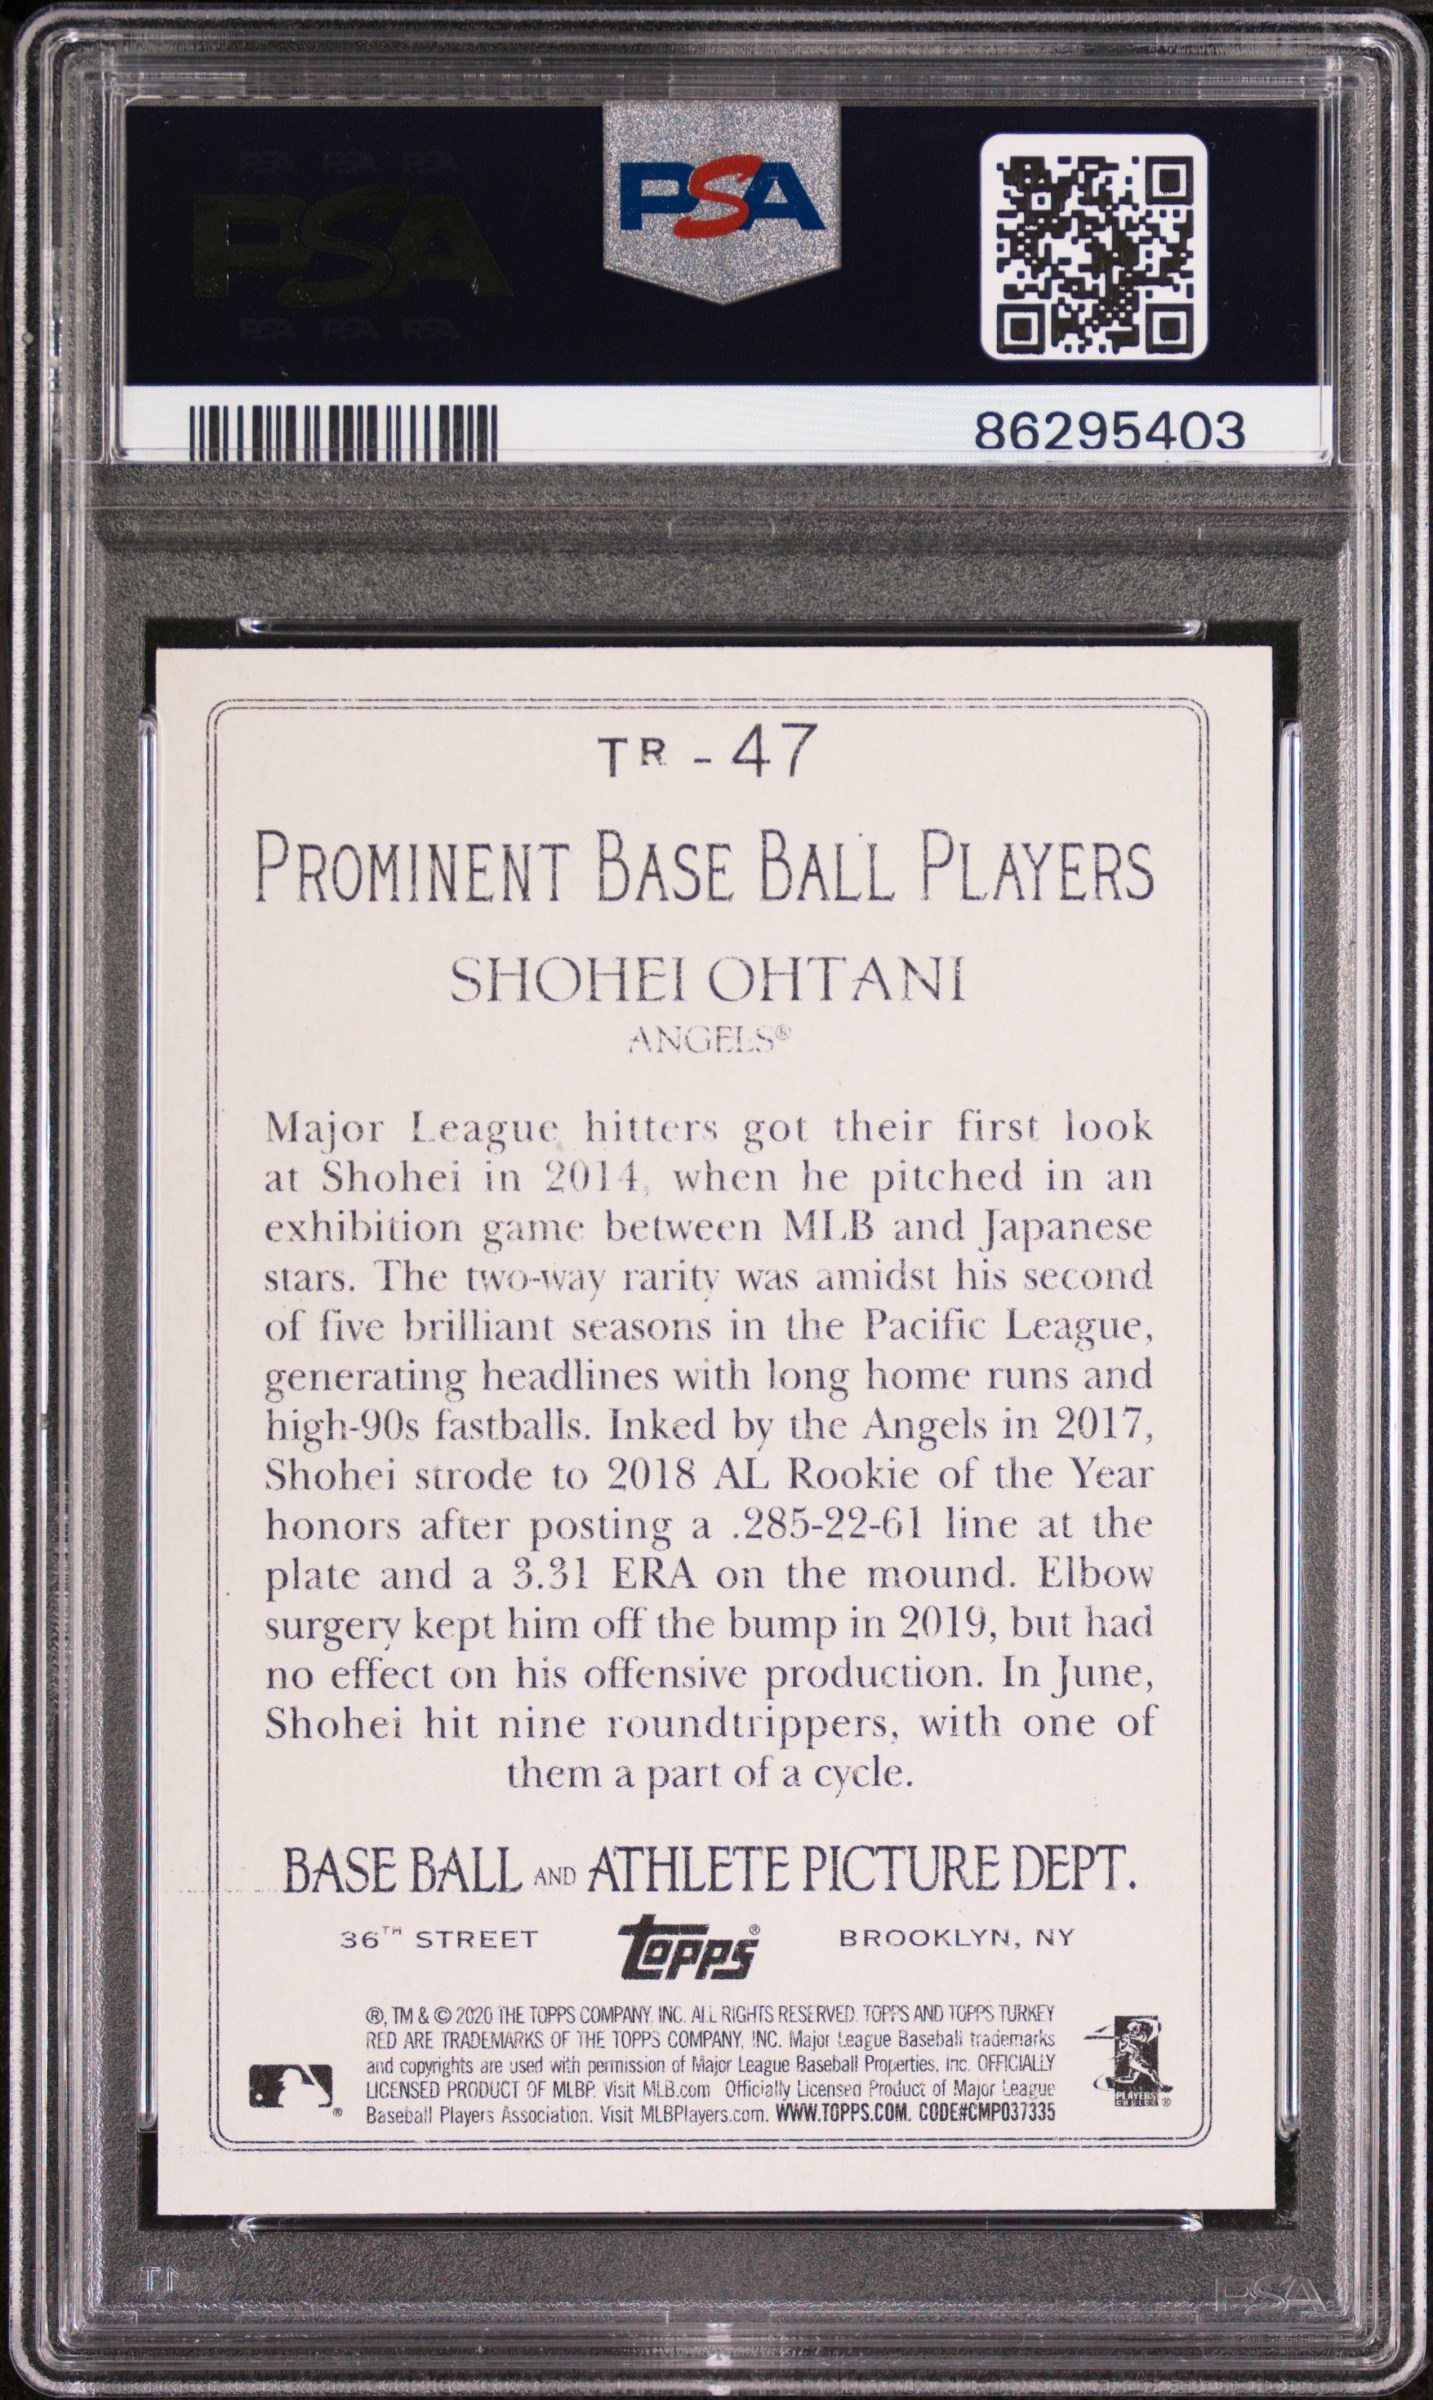 PSA PSA PSA
PSA
PSA PSA PSA
PSA
86295403
TR - 47
PROMINENT BASE BALL PLAYERS
SHOHEI OHTANI
ANGELS®
Major League hitters got their first look
at Shohei in 2014, when he pitched in an
exhibition game between MLB and Japanese
stars. The two-way rarity was amidst his second
of five brilliant seasons in the Pacific League,
generating headlines with long home runs and
high-90s fastballs. Inked by the Angels in 2017,
Shohei strode to 2018 AL Rookie of the Year
honors after posting a .285-22-61 line at the
plate and a 3.31 ERA on the mound. Elbow
surgery kept him off the bump in 2019, but had
no effect on his offensive production. In June,
Shohei hit nine roundtrippers, with one of
them a part of a cycle.
BASE BALL AND ATHLETE PICTURE DEPT.
36TH STREET topps® BROOKLYN, NY
®, TM & © 2020 THE TOPPS COMPANY, INC. ALL RIGHTS RESERVED. TOPPS AND TOPPS TURKEY
RED ARE TRADEMARKS OF THE TOPPS COMPANY, INC. Major League Baseball trademarks
and copyrights are used with permission of Major League Baseball Properties, Inc. OFFICIALLY
LICENSED PRODUCT OF MLBP. Visit MLB.com Officially Licensed Product of Major League
Baseball Players Association. Visit MLBPlayers.com. WWW.TOPPS.COM. CODE#CMP037335
®
PLAYERS
CHOICE®
PSA